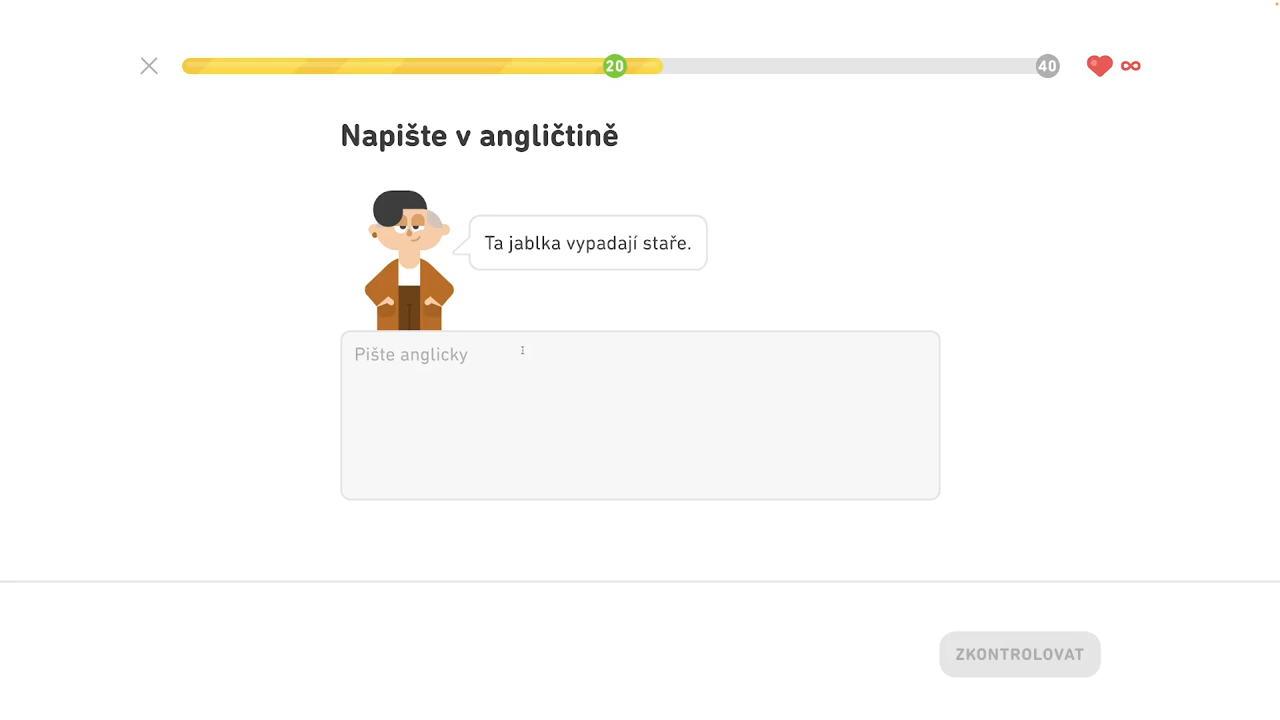 20
40
∞
Napište v angličtině
Ta jablka vypadají staře.
Pište anglicky
ZKONTROLOVAT